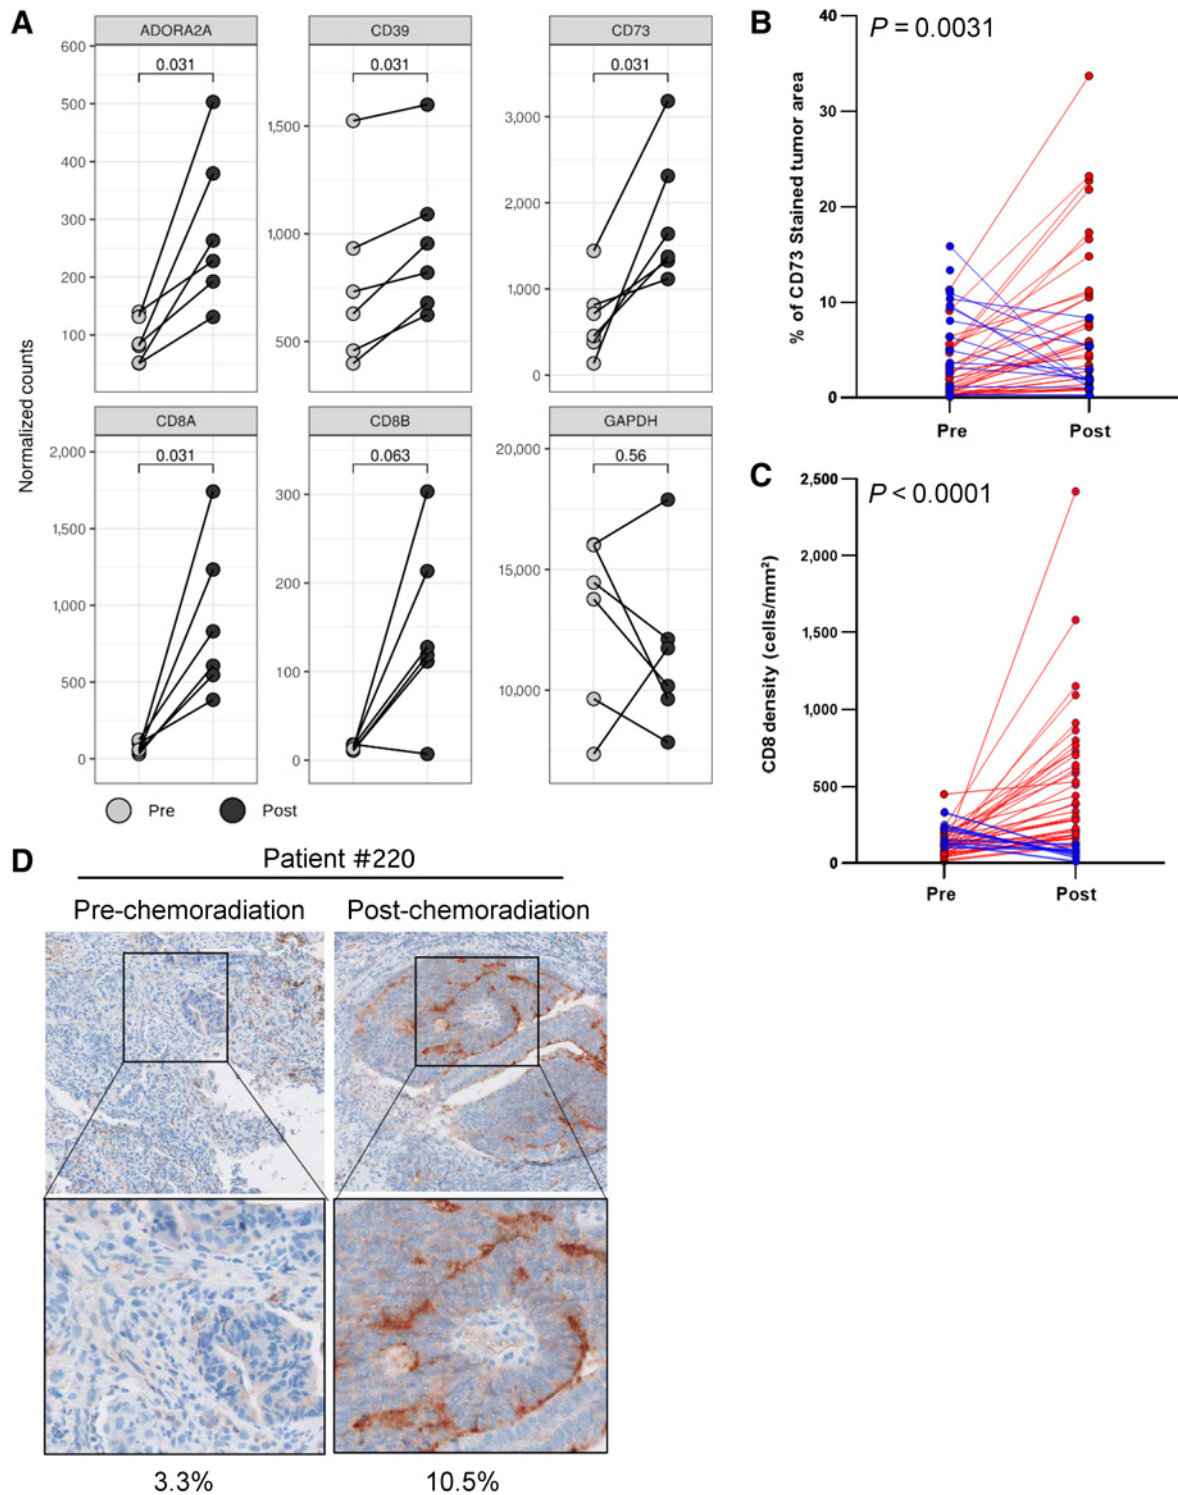 A
ADORA2A
CD39
CD73
600
500
400
300
200
100
0.031
1,500
1,000
500
0.031
3,000
2,000
1,000
0
0.031
Normalized counts
CD8A
CD8B
GAPDH
2,000
1,500
1,000
500
0
0.031
300
200
100
0
0.063
20,000
15,000
10,000
0.56
Pre
Post
B
P = 0.0031
% of CD73 Stained tumor area
40
30
20
10
0
Pre
Post
C
P < 0.0001
CD8 density (cells/mm²)
2,500
2,000
1,500
1,000
500
0
Pre
Post
D
Patient #220
Pre-chemoradiation
Post-chemoradiation
3.3%
10.5%